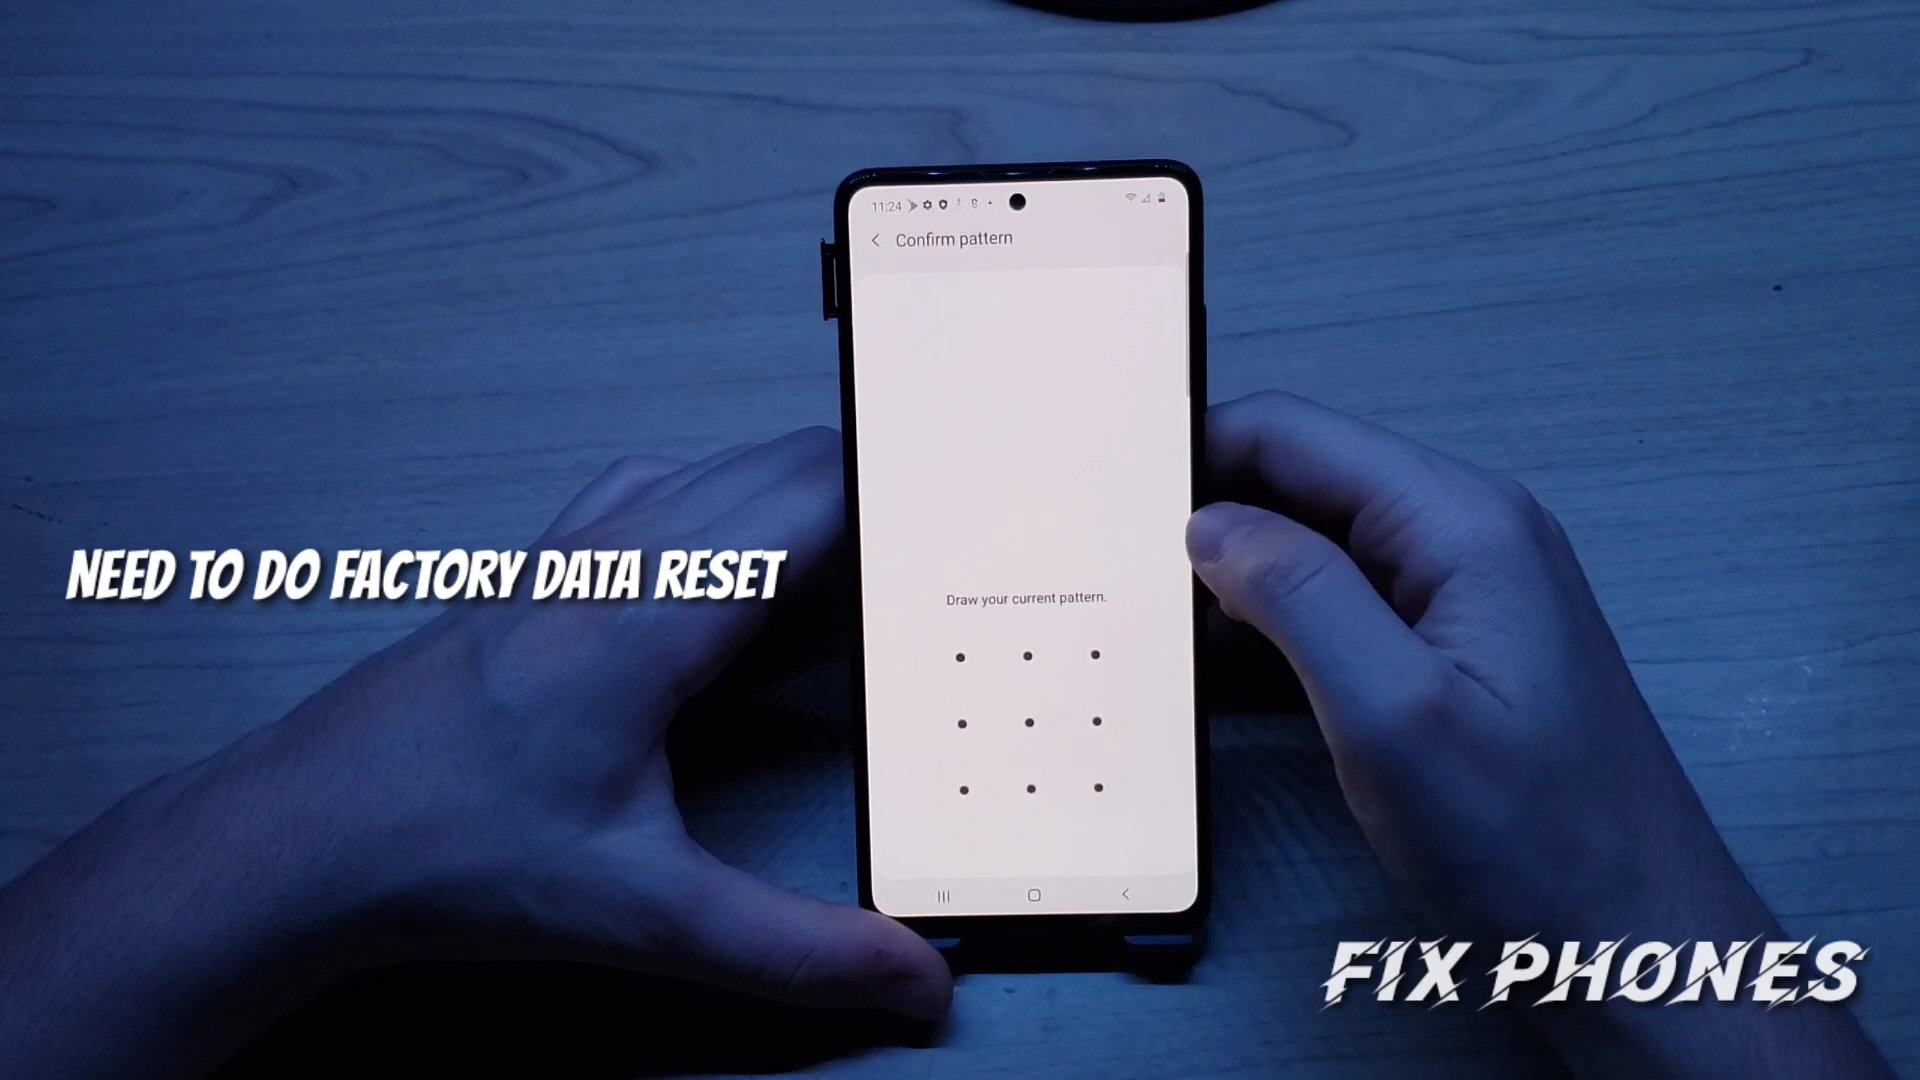 11:24
Confirm pattern
NEED TO DO FACTORY DATA RESET
Draw your current pattern.
FIX PHONES